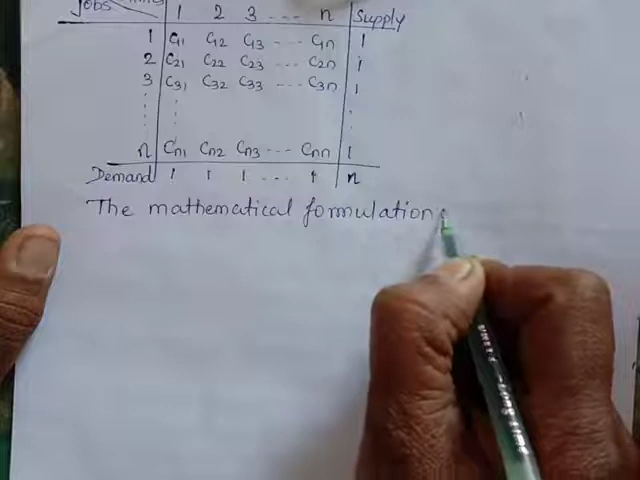 Jobs 1 2 3 ---- n Supply
1 C11 C12 C13 --- C1n 1
2 C21 C22 C23 --- C2n 1
3 C31 C32 C33 --- C3n 1
n Cn1 Cn2 Cn3 --- Cnn 1
Demand 1 1 1 ... 1 n
The mathematical formulation